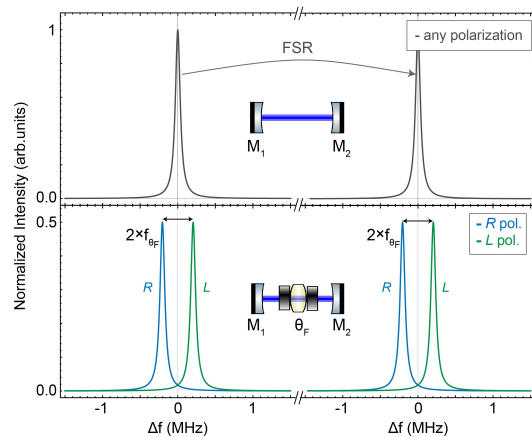 FSR
- any polarization
1
M1
M2
0.0
Normalized Intensity (arb.units)
0.5
2×fθF
2×fθF
- R pol.
- L pol.
R
L
R
L
M1
θF
M2
0.0
-1
0
1
-1
0
1
Δf (MHz)
Δf (MHz)